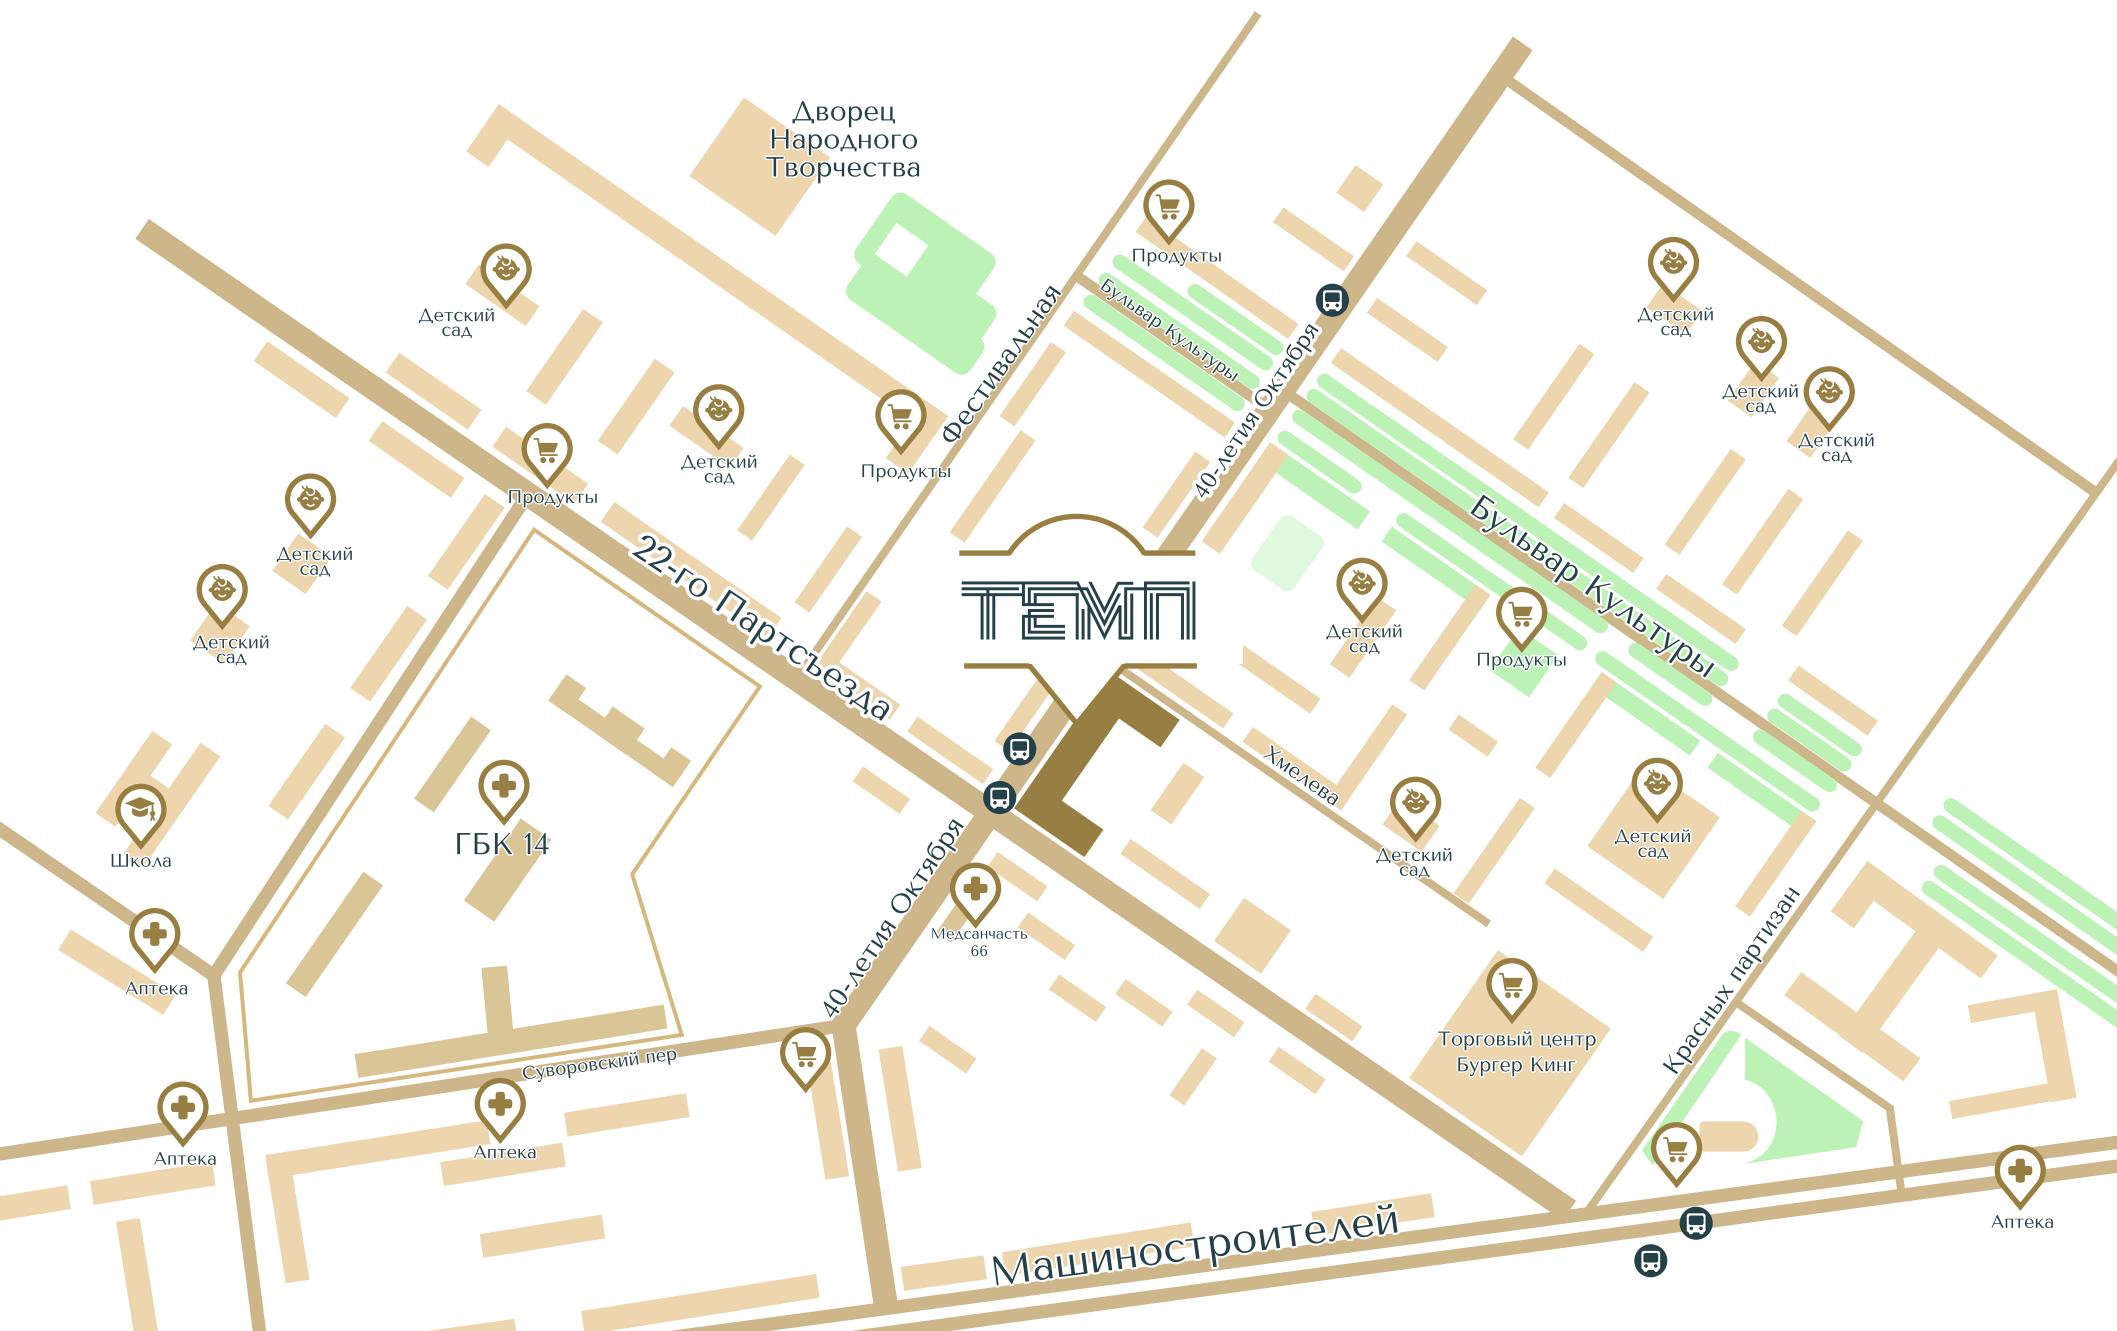 Дворец
Народного
Творчества
Продукты
Детский
сад
Детский
сад
Бульвар Культуры
Фестивальная
40-летия Октября
Детский
сад
Детский
сад
Детский
сад
Продукты
Продукты
Бульвар Культуры
22-го Партсъезда
Детский
сад
Детский
сад
ТЕМП
Детский
сад
Продукты
Хмелева
Школа
ГБК 14
40-летия Октября
Детский
сад
Детский
сад
Медсанчасть
66
Аптека
Красных партизан
Торговый центр
Бургер Кинг
Суворовский пер
Аптека
Аптека
Аптека
Машиностроителей